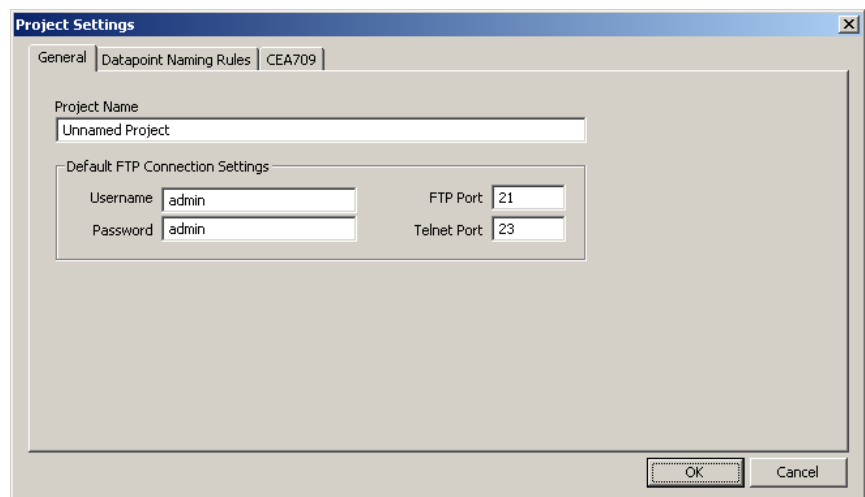 Project Settings
General Datapoint Naming Rules CEA709
Project Name
Unnamed Project
Default FTP Connection Settings
Username admin FTP Port 21
Password admin Telnet Port 23
OK Cancel